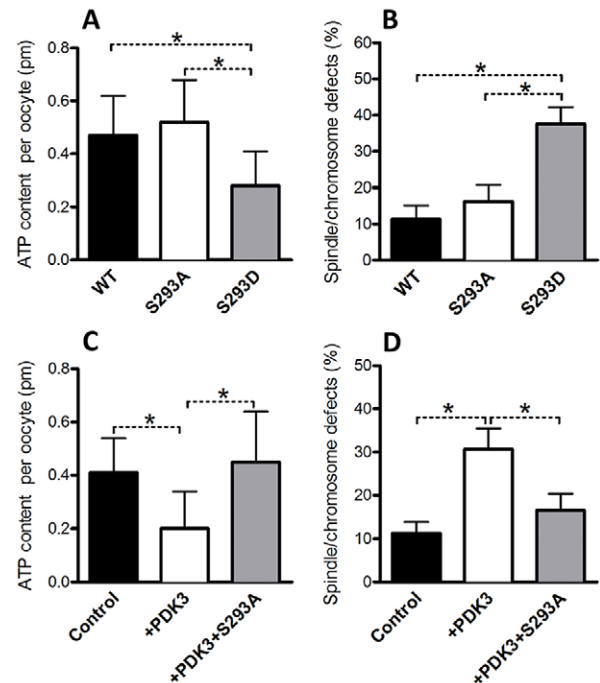 A
ATP content per oocyte (pm)
0.8
0.6
0.4
0.2
0.0
*
*
WT
S293A
S293D
B
Spindle/chromosome defects (%)
60
50
40
30
20
10
0
*
*
WT
S293A
S293D
C
ATP content per oocyte (pm)
0.8
0.6
0.4
0.2
0.0
*
*
Control
+PDK3
+PDK3+S293A
D
Spindle/chromosome defects (%)
50
40
30
20
10
0
*
*
Control
+PDK3
+PDK3+S293A